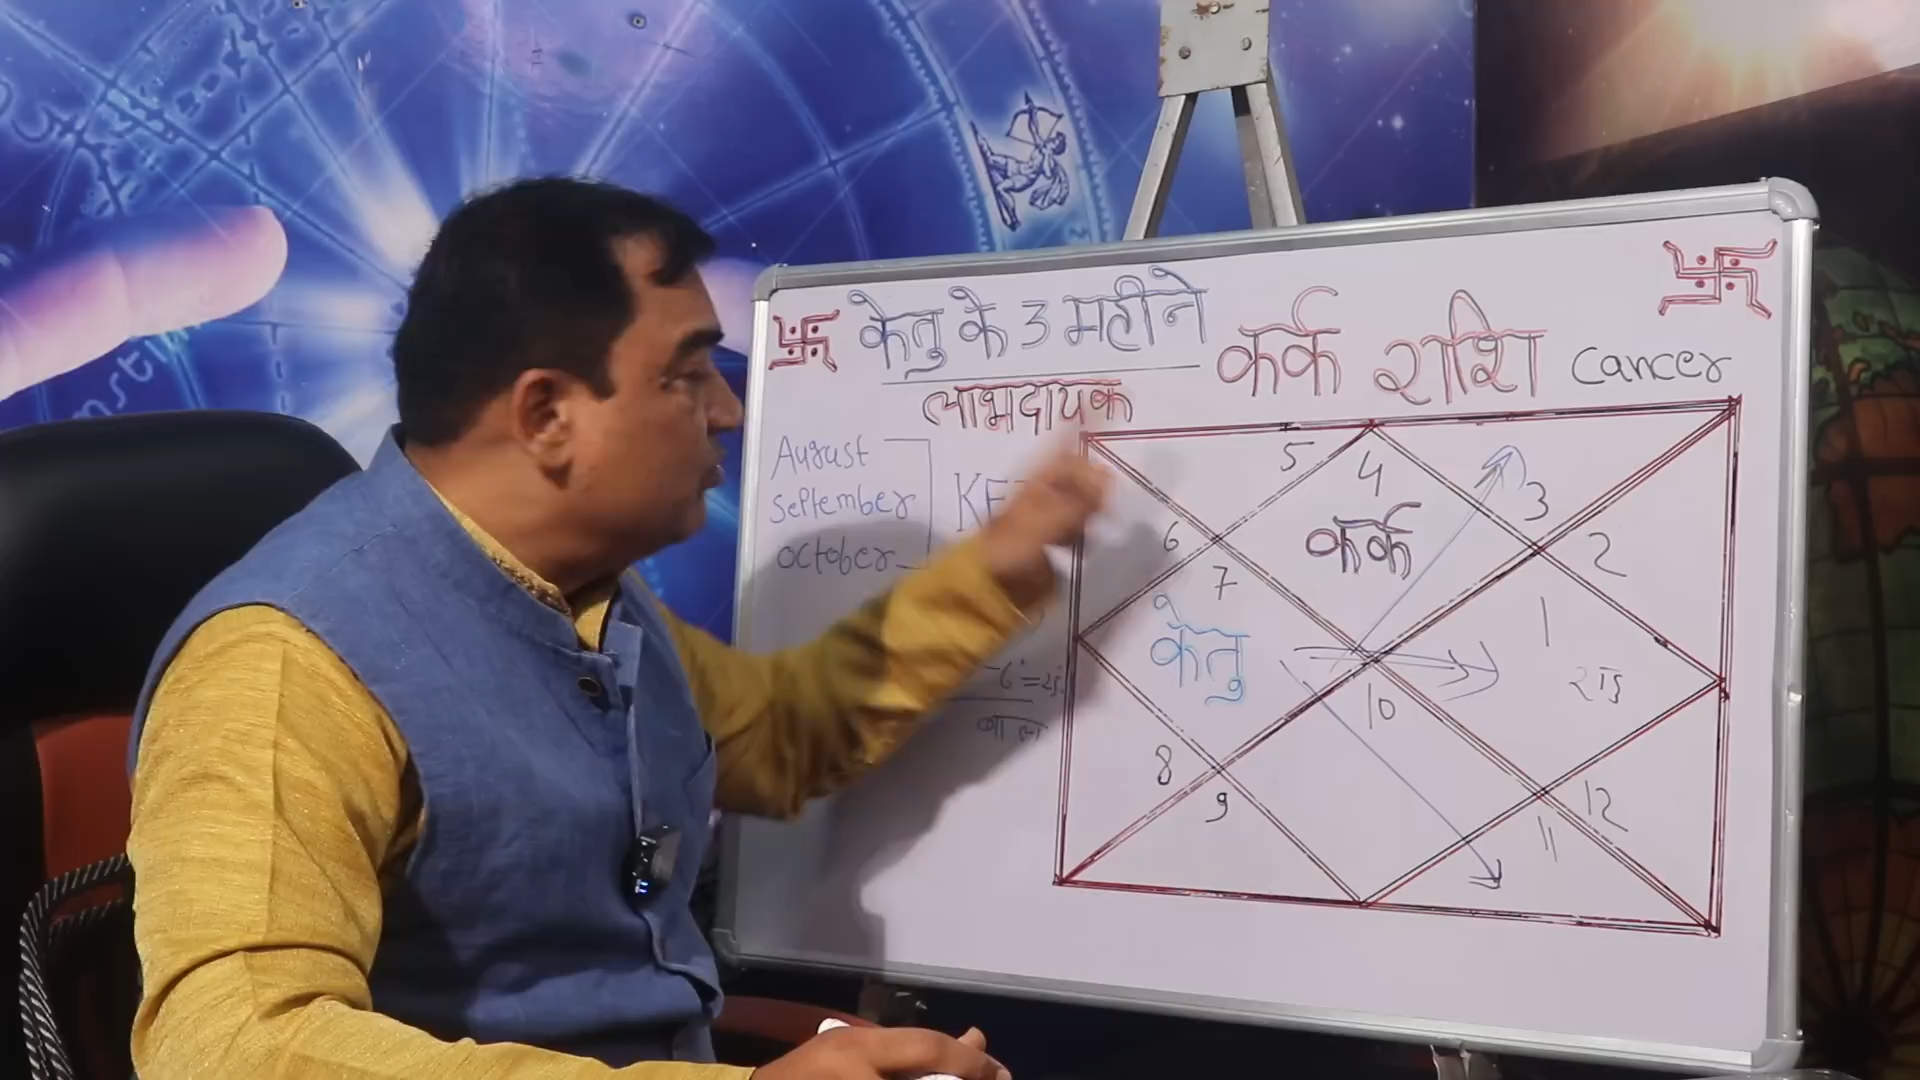 केतु के 3 महीने
लाभदायक
कर्क राशि cancer
August
September
October
5
4
3
कर्क
6
2
7
1
केतु
10
8
9
12
11